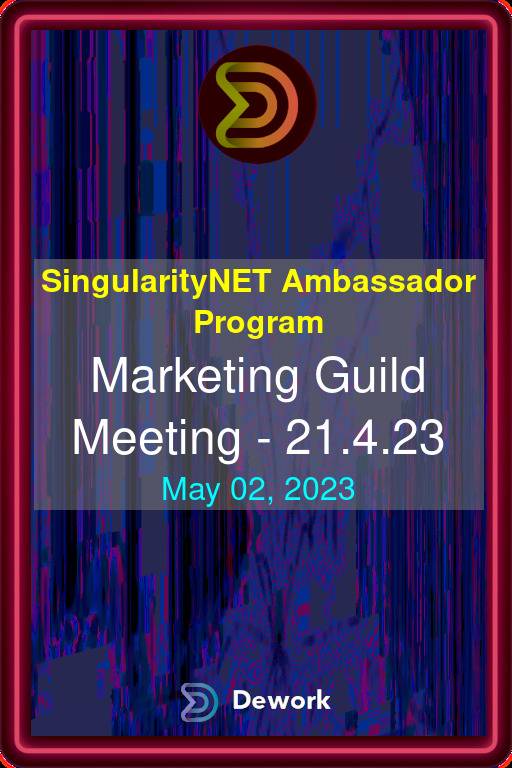 SingularityNET Ambassador
Program
Marketing Guild
Meeting - 21.4.23
May 02, 2023
Dework